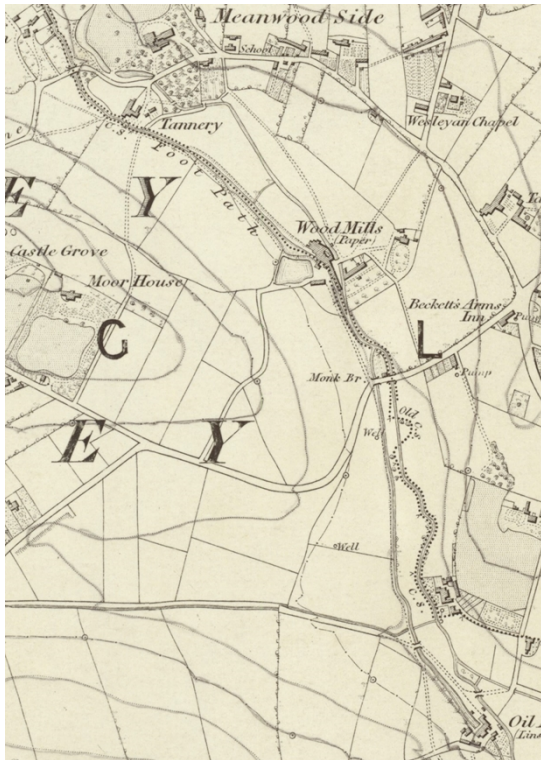 Meanwood Side
School
Tannery
C.S.
Foot Path
Wesleyan Chapel
E Y
Wood Mills
(Paper)
Castle Grove
Moor House
Beckett's Arms
Inn
G L
Pump
Monk Br.
Old C.S.
Well
E Y
Well
C.S.
Oil